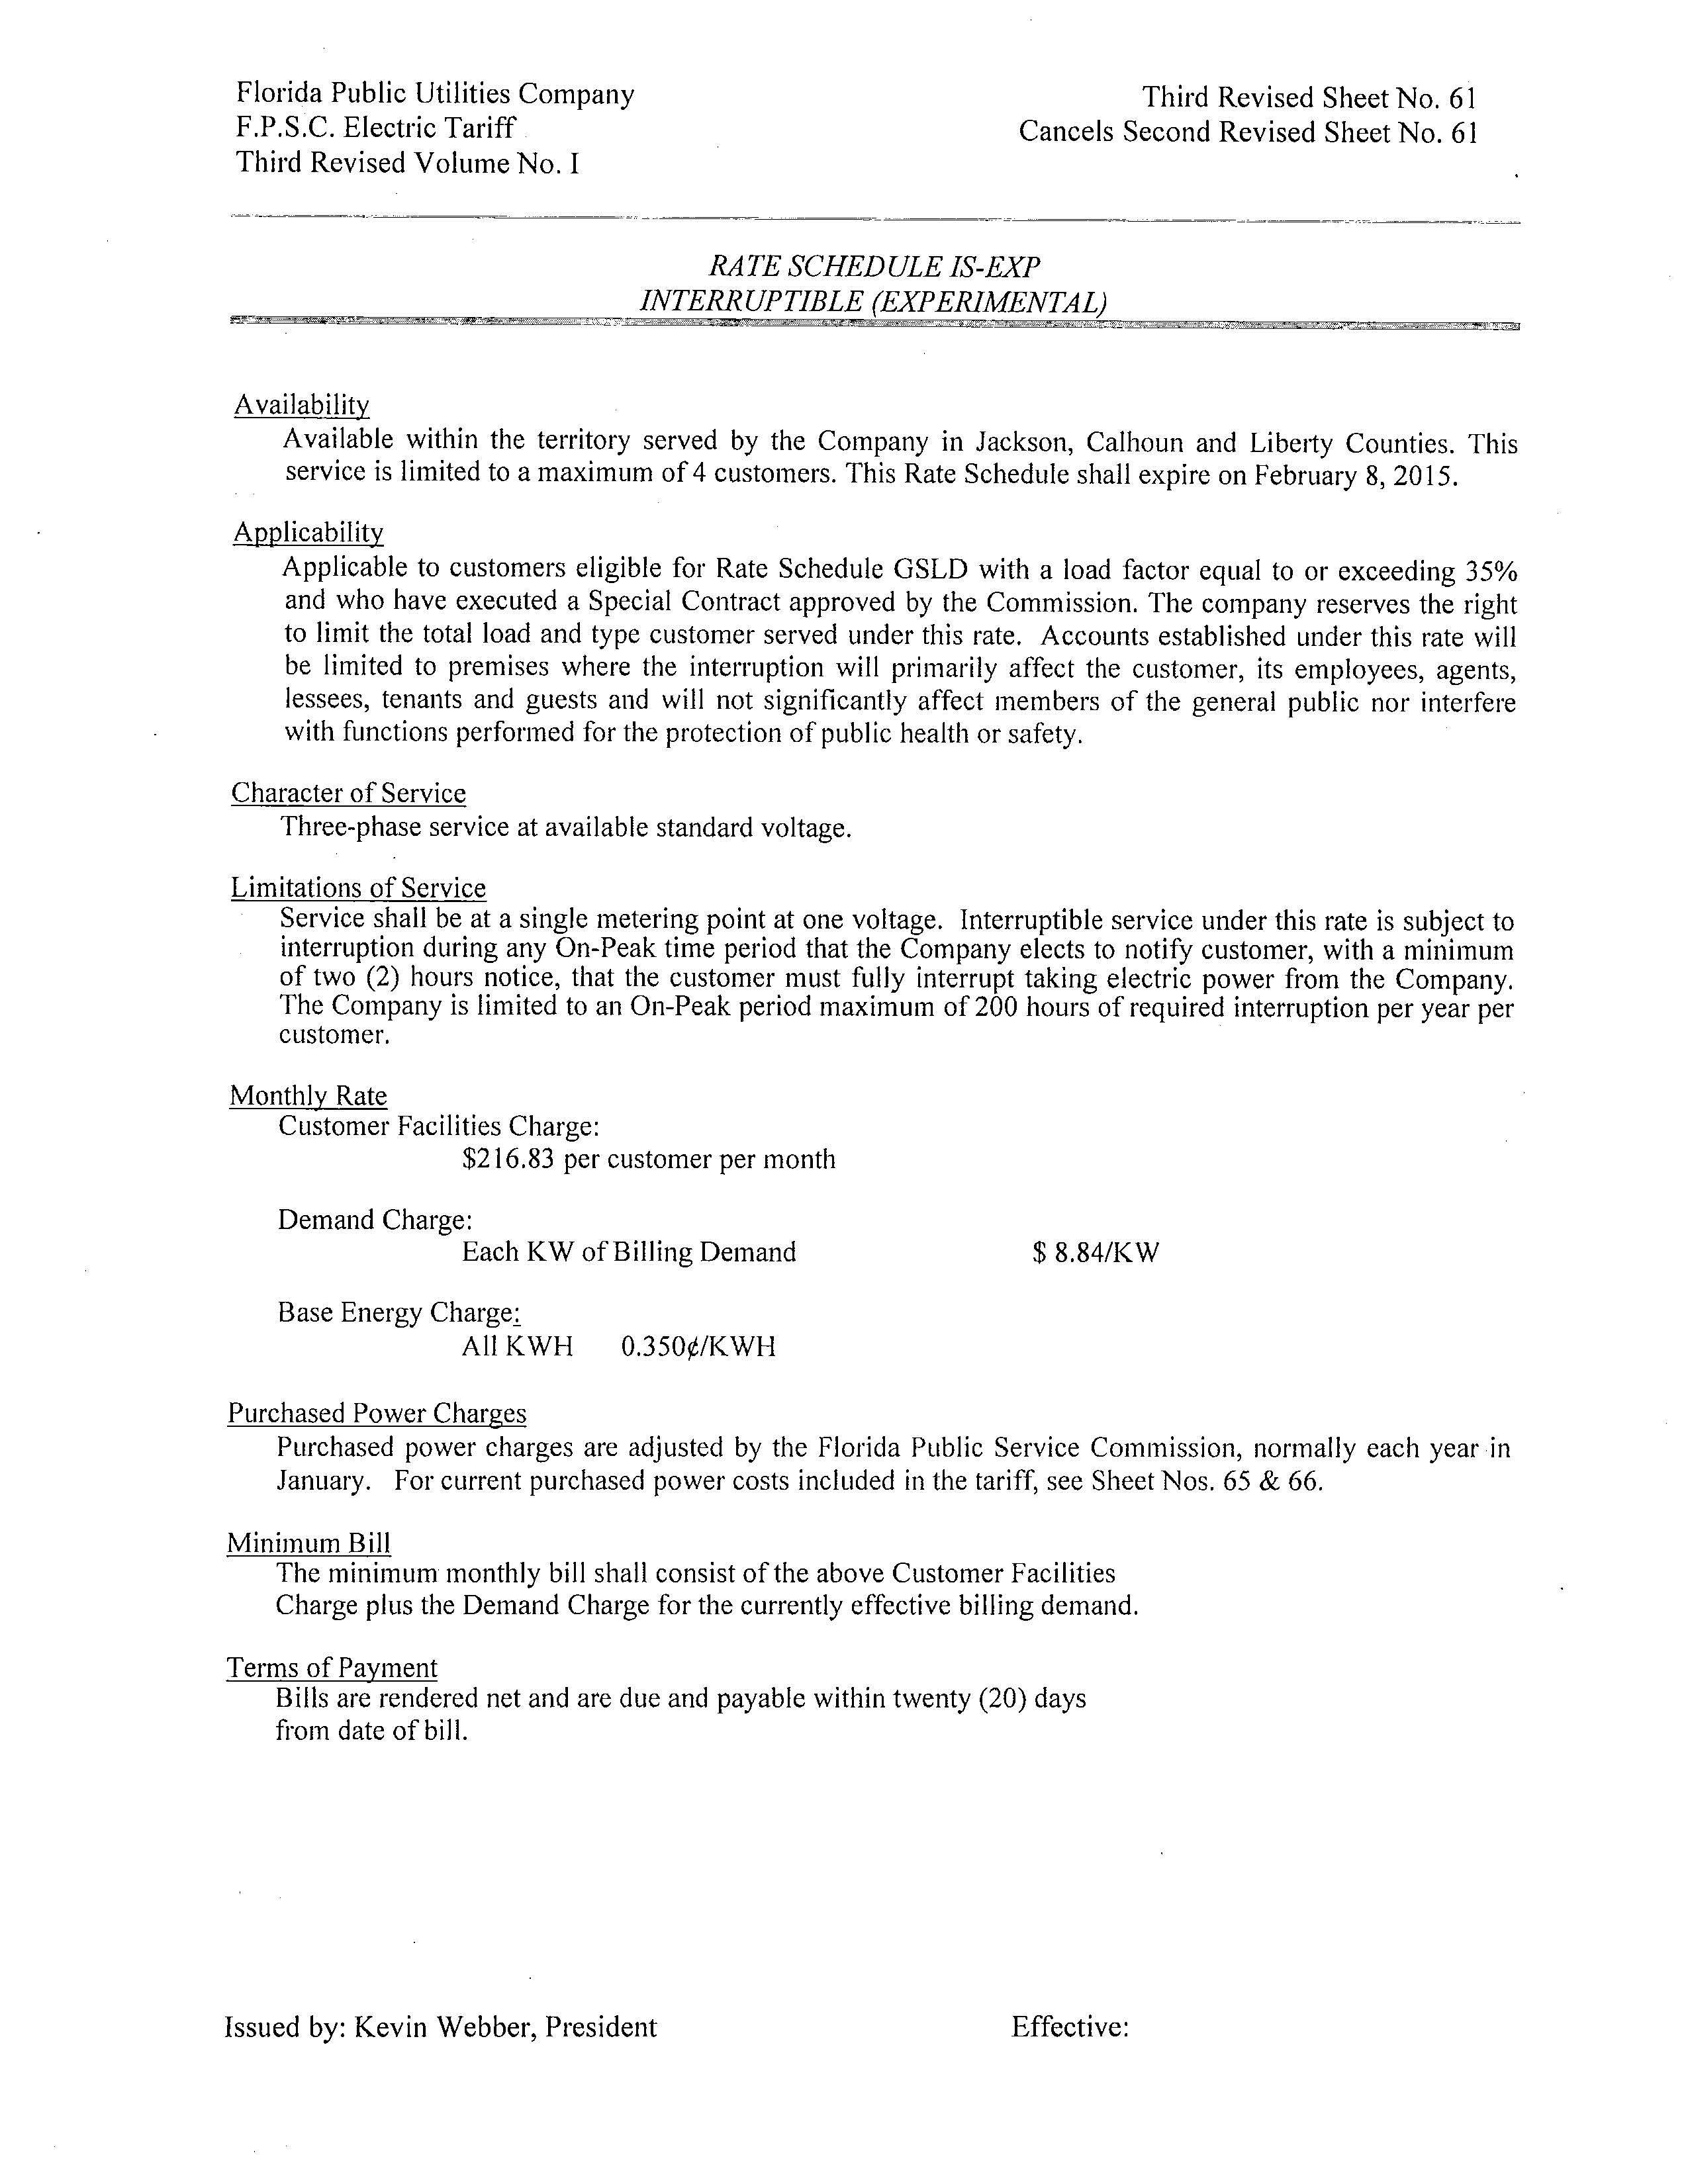 Florida Public Utilities Company
F.P.S.C. Electric Tariff
Third Revised Volume No. I
Third Revised Sheet No. 61
Cancels Second Revised Sheet No. 61
RATE SCHEDULE IS-EXP
INTERRUPTIBLE (EXPERIMENTAL)
Availability
Available within the territory served by the Company in Jackson, Calhoun and Liberty Counties. This
service is limited to a maximum of 4 customers. This Rate Schedule shall expire on February 8, 2015.
Applicability
Applicable to customers eligible for Rate Schedule GSLD with a load factor equal to or exceeding 35%
and who have executed a Special Contract approved by the Commission. The company reserves the right
to limit the total load and type customer served under this rate. Accounts established under this rate will
be limited to premises where the interruption will primarily affect the customer, its employees, agents,
lessees, tenants and guests and will not significantly affect members of the general public nor interfere
with functions performed for the protection of public health or safety.
Character of Service
Three-phase service at available standard voltage.
Limitations of Service
Service shall be at a single metering point at one voltage. Interruptible service under this rate is subject to
interruption during any On-Peak time period that the Company elects to notify customer, with a minimum
of two (2) hours notice, that the customer must fully interrupt taking electric power from the Company.
The Company is limited to an On-Peak period maximum of 200 hours of required interruption per year per
customer.
Monthly Rate
Customer Facilities Charge:
$216.83 per customer per month
Demand Charge:
Each KW of Billing Demand $ 8.84/KW
Base Energy Charge:
All KWH 0.350¢/KWH
Purchased Power Charges
Purchased power charges are adjusted by the Florida Public Service Commission, normally each year in
January. For current purchased power costs included in the tariff, see Sheet Nos. 65 & 66.
Minimum Bill
The minimum monthly bill shall consist of the above Customer Facilities
Charge plus the Demand Charge for the currently effective billing demand.
Terms of Payment
Bills are rendered net and are due and payable within twenty (20) days
from date of bill.
Issued by: Kevin Webber, President Effective: